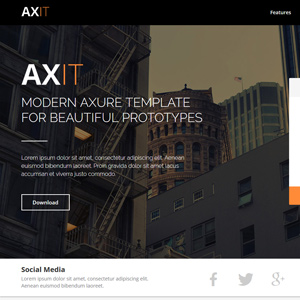 AXIT
Features
AXIT
MODERN AXURE TEMPLATE
FOR BEAUTIFUL PROTOTYPES
Lorem ipsum dolor sit amet, consectetur adipiscing elit. Aenean
euismod bibendum laoreet. Proin gravida dolor sit amet lacus
accumsan et viverra justo commodo.
Download
Social Media
Lorem ipsum dolor sit amet, consectetur adipiscing elit.
Aenean euismod bibendum laoreet.
f
g+